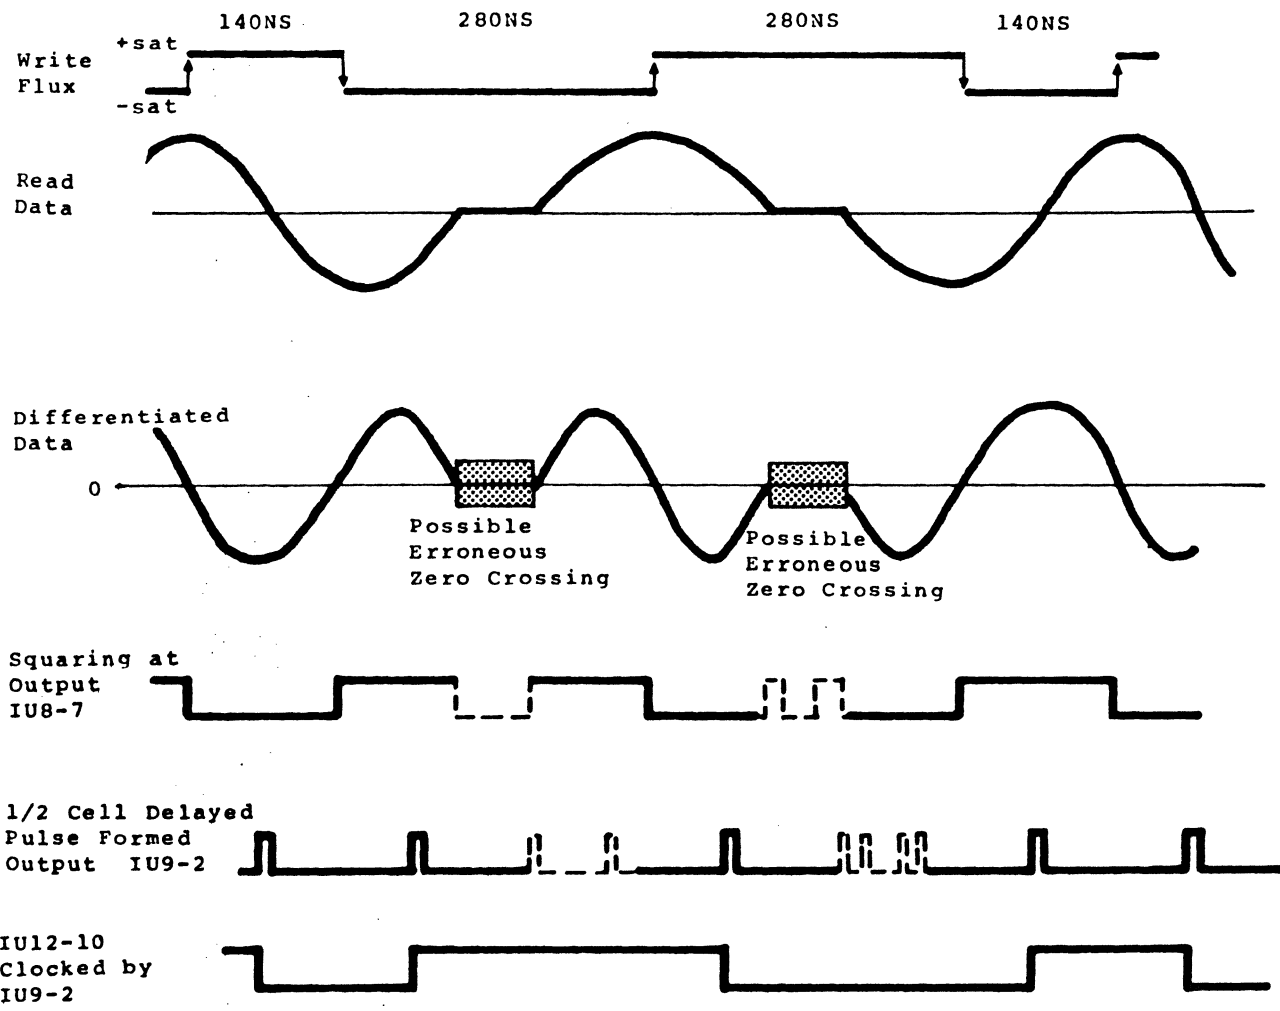 140NS 280NS 280NS 140NS
+sat
Write
Flux
-sat
Read
Data
Differentiated
Data
0
Possible
Erroneous
Zero Crossing
Possible
Erroneous
Zero Crossing
Squaring at
Output
IU8-7
1/2 Cell Delayed
Pulse Formed
Output IU9-2
IU12-10
Clocked by
IU9-2